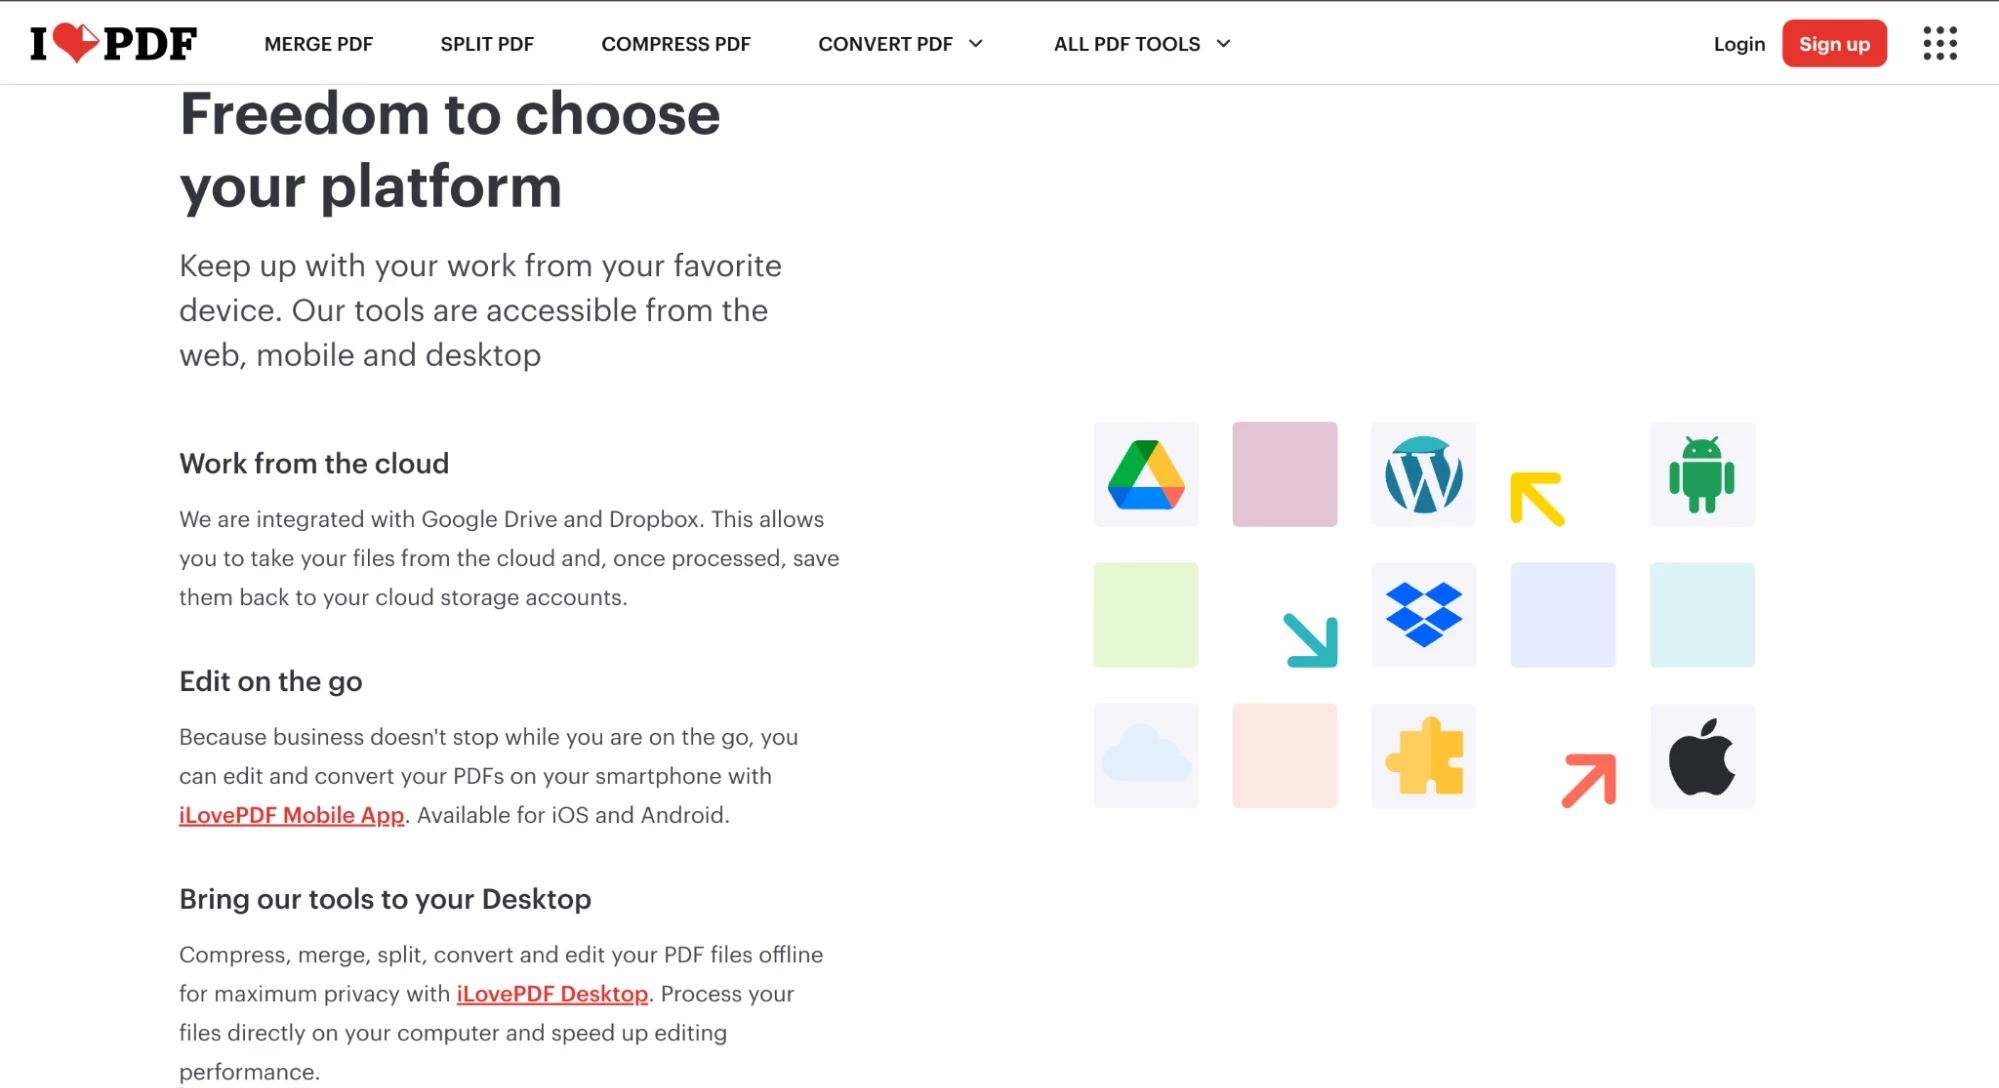 I PDF
MERGE PDF
SPLIT PDF
COMPRESS PDF
CONVERT PDF
ALL PDF TOOLS
Login
Sign up
Freedom to choose
your platform
Keep up with your work from your favorite
device. Our tools are accessible from the
web, mobile and desktop
Work from the cloud
We are integrated with Google Drive and Dropbox. This allows
you to take your files from the cloud and, once processed, save
them back to your cloud storage accounts.
Edit on the go
Because business doesn't stop while you are on the go, you
can edit and convert your PDFs on your smartphone with
iLovePDF Mobile App. Available for iOS and Android.
Bring our tools to your Desktop
Compress, merge, split, convert and edit your PDF files offline
for maximum privacy with iLovePDF Desktop. Process your
files directly on your computer and speed up editing
performance.